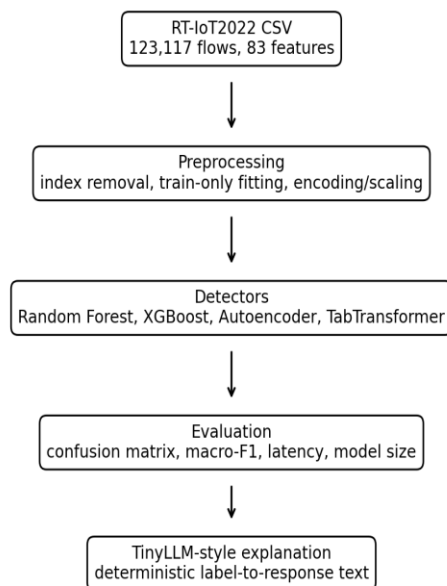 RT-IoT2022 CSV
123,117 flows, 83 features
Preprocessing
index removal, train-only fitting, encoding/scaling
Detectors
Random Forest, XGBoost, Autoencoder, TabTransformer
Evaluation
confusion matrix, macro-F1, latency, model size
TinyLLM-style explanation
deterministic label-to-response text